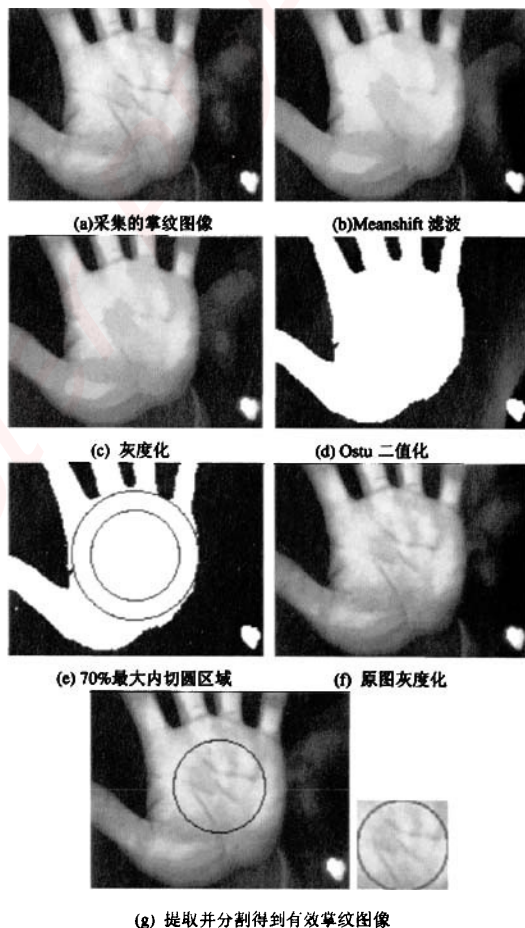 (a)采集的掌纹图像
(b)Meanshift 滤波
(c) 灰度化
(d) Ostu 二值化
(e) 70%最大内切圆区域
(f) 原图灰度化
(g) 提取并分割得到有效掌纹图像